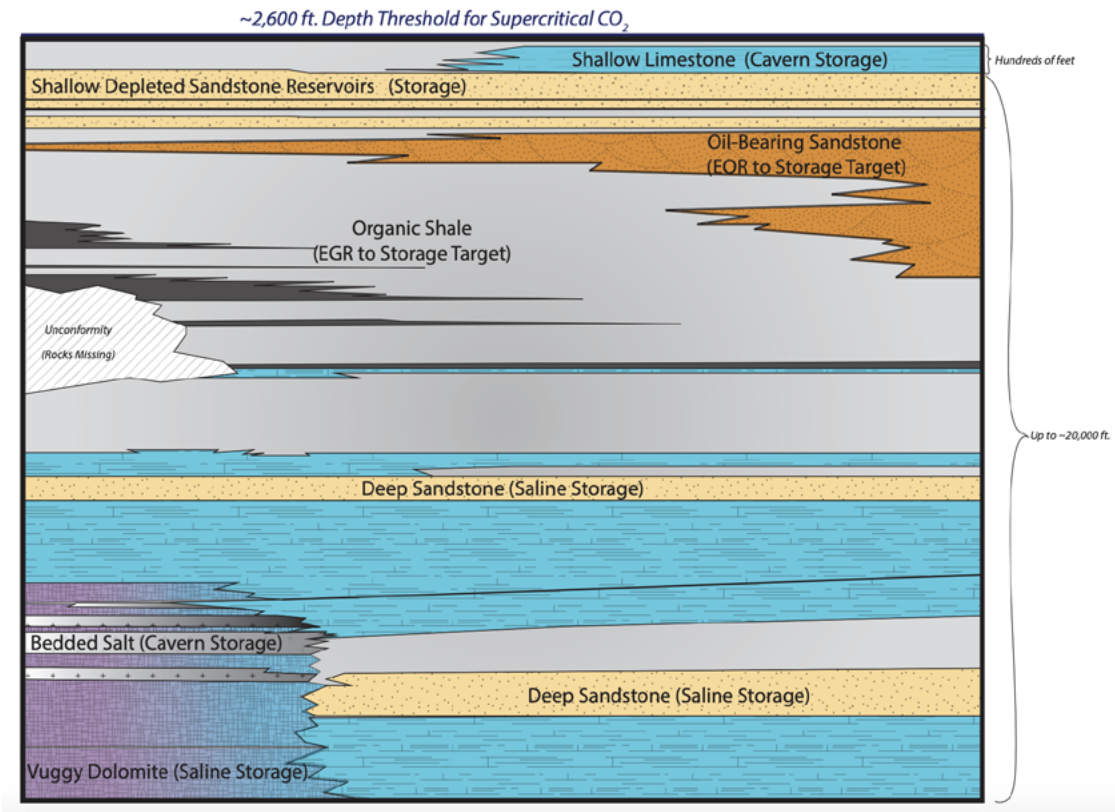 ~2,600 ft. Depth Threshold for Supercritical CO2
Shallow Limestone (Cavern Storage)
Hundreds of feet
Shallow Depleted Sandstone Reservoirs (Storage)
Oil-Bearing Sandstone
(EOR to Storage Target)
Organic Shale
(EGR to Storage Target)
Unconformity
(Rocks Missing)
Up to ~20,000 ft.
Deep Sandstone (Saline Storage)
Bedded Salt (Cavern Storage)
Deep Sandstone (Saline Storage)
Vuggy Dolomite (Saline Storage)